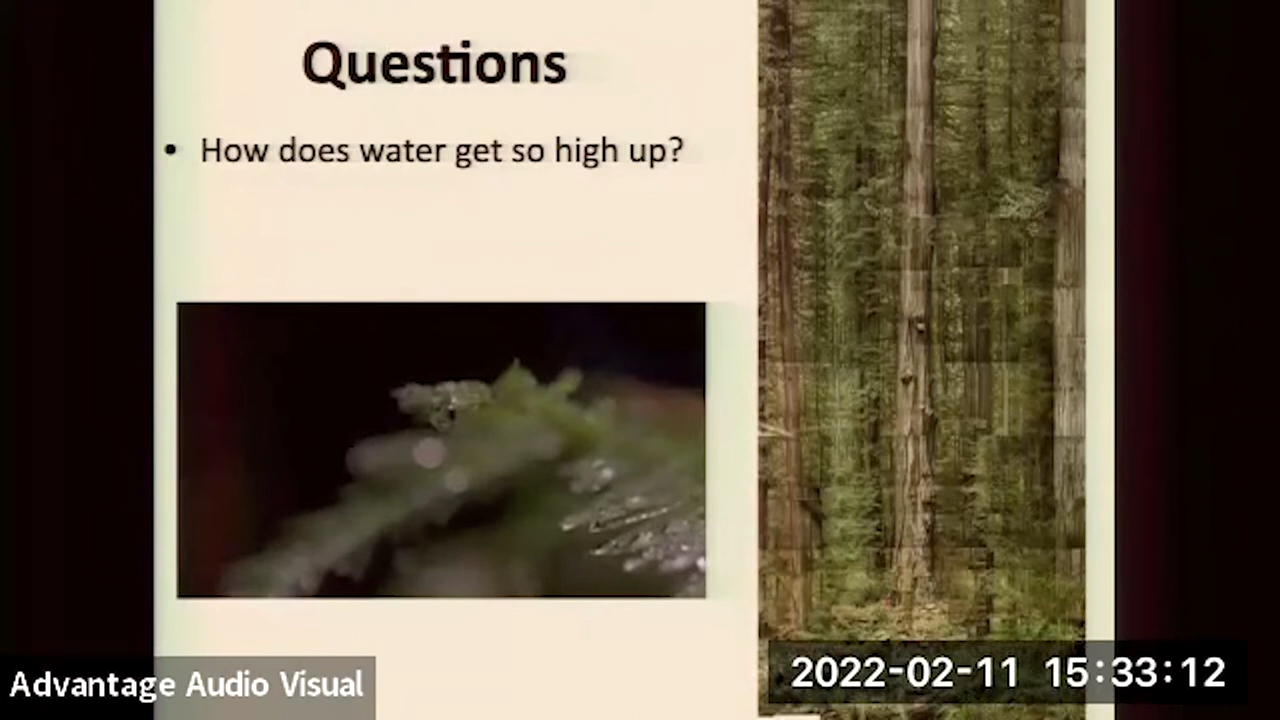 Questions
• How does water get so high up?
Advantage Audio Visual
2022-02-11 15:33:12